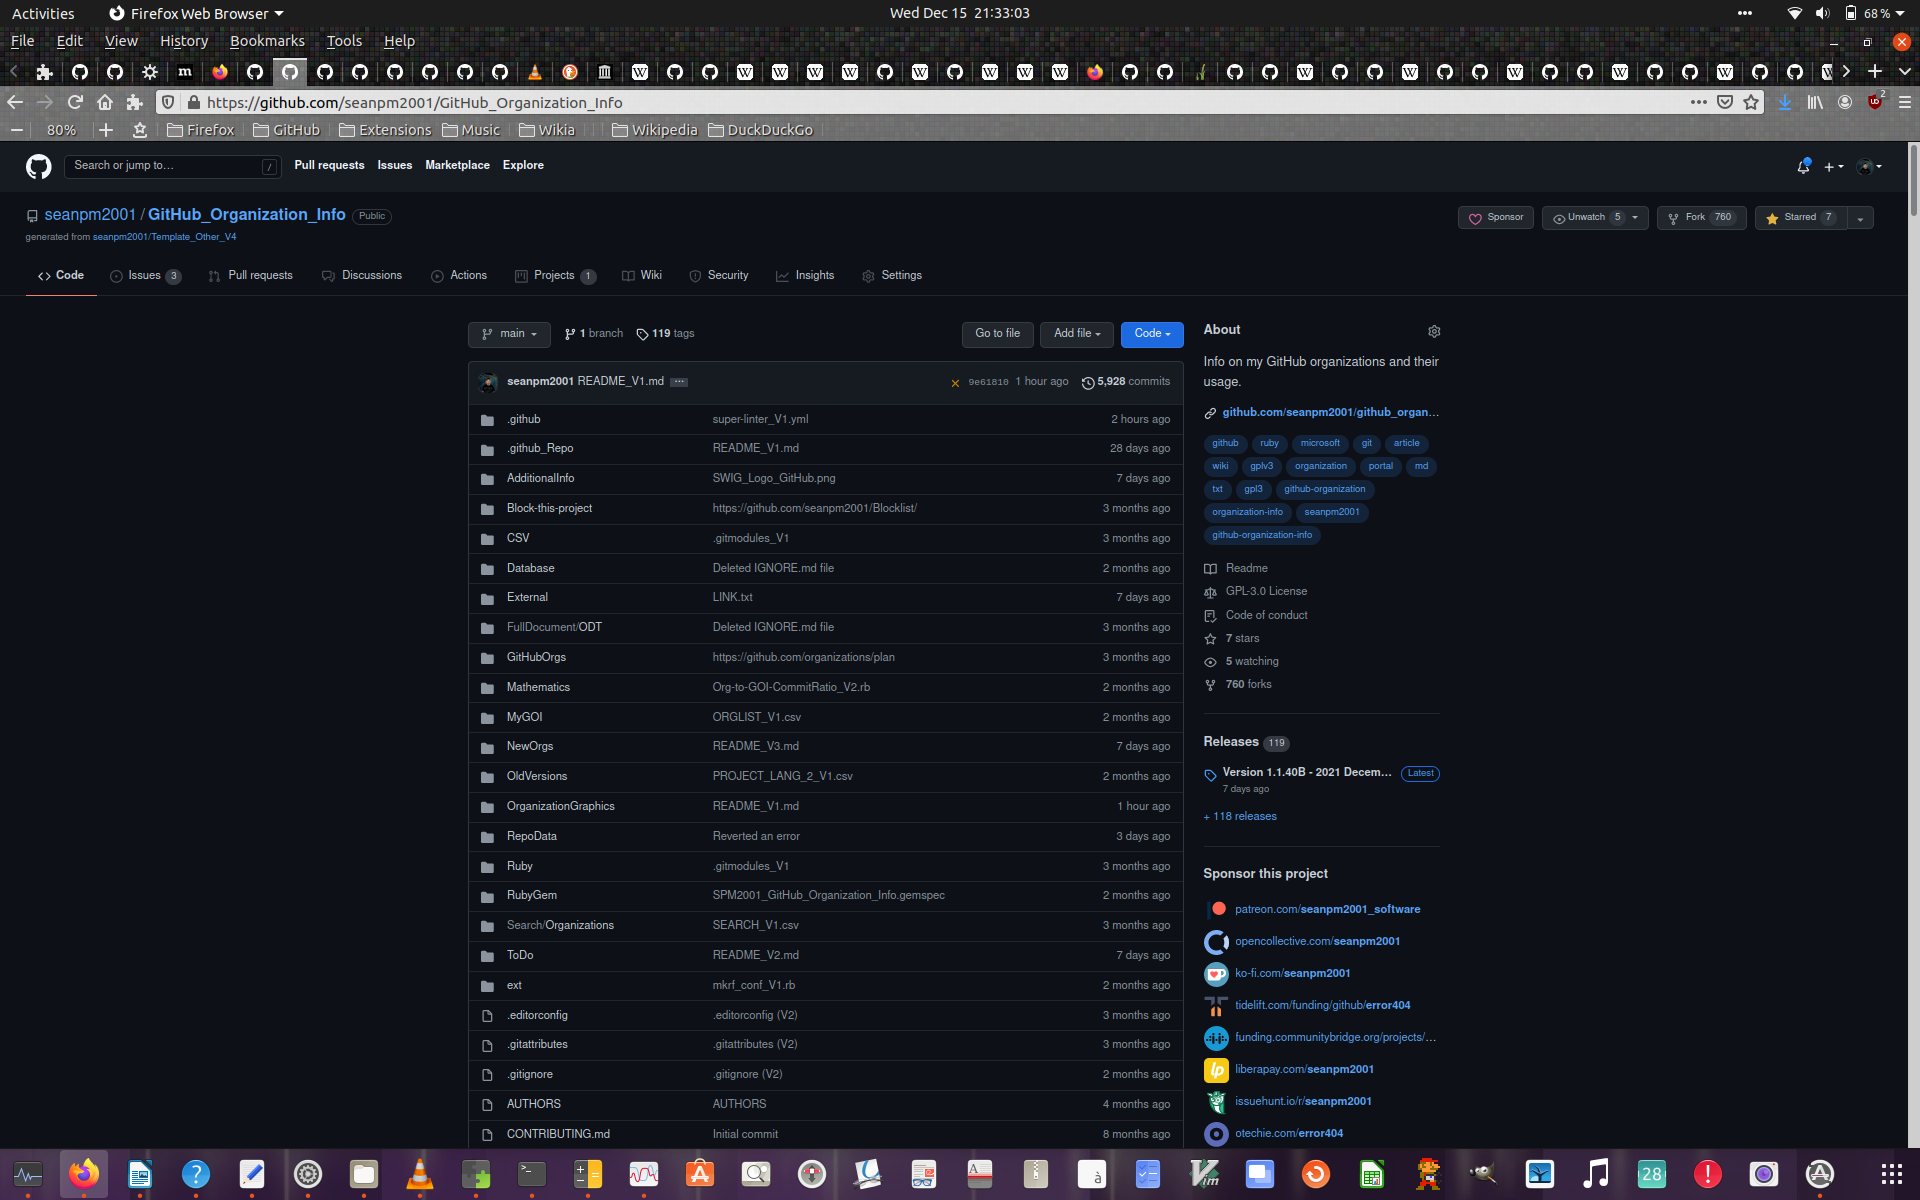 Activities Firefox Web Browser Wed Dec 15 21:33:03 68 %
File Edit View History Bookmarks Tools Help
https://github.com/seanpm2001/GitHub_Organization_Info 2
80% Firefox GitHub Extensions Music Wikia Wikipedia DuckDuckGo
Search or jump to… / Pull requests Issues Marketplace Explore
seanpm2001 / GitHub_Organization_Info Public Sponsor Unwatch 5 Fork 760 Starred 7
generated from seanpm2001/Template_Other_V4
Code Issues 3 Pull requests Discussions Actions Projects 1 Wiki Security Insights Settings
main 1 branch 119 tags Go to file Add file Code
seanpm2001 README_V1.md ... 9e61810 1 hour ago 5,928 commits
.github super-linter_V1.yml 2 hours ago
.github_Repo README_V1.md 28 days ago
AdditionalInfo SWIG_Logo_GitHub.png 7 days ago
Block-this-project https://github.com/seanpm2001/Blocklist/ 3 months ago
CSV .gitmodules_V1 3 months ago
Database Deleted IGNORE.md file 2 months ago
External LINK.txt 7 days ago
FullDocument/ODT Deleted IGNORE.md file 3 months ago
GitHubOrgs https://github.com/organizations/plan 3 months ago
Mathematics Org-to-GOI-CommitRatio_V2.rb 2 months ago
MyGOI ORGLIST_V1.csv 2 months ago
NewOrgs README_V3.md 7 days ago
OldVersions PROJECT_LANG_2_V1.csv 2 months ago
OrganizationGraphics README_V1.md 1 hour ago
RepoData Reverted an error 3 days ago
Ruby .gitmodules_V1 3 months ago
RubyGem SPM2001_GitHub_Organization_Info.gemspec 2 months ago
Search/Organizations SEARCH_V1.csv 3 months ago
ToDo README_V2.md 7 days ago
ext mkrf_conf_V1.rb 2 months ago
.editorconfig .editorconfig (V2) 3 months ago
.gitattributes .gitattributes (V2) 3 months ago
.gitignore .gitignore (V2) 2 months ago
AUTHORS AUTHORS 4 months ago
CONTRIBUTING.md Initial commit 8 months ago
About
Info on my GitHub organizations and their
usage.
github.com/seanpm2001/github_organ…
github ruby microsoft git article
wiki gplv3 organization portal md
txt gpl3 github-organization
organization-info seanpm2001
github-organization-info
Readme
GPL-3.0 License
Code of conduct
7 stars
5 watching
760 forks
Releases 119
Version 1.1.40B - 2021 Decem… Latest
7 days ago
+ 118 releases
Sponsor this project
patreon.com/seanpm2001_software
opencollective.com/seanpm2001
ko-fi.com/seanpm2001
tidelift.com/funding/github/error404
funding.communitybridge.org/projects/…
liberapay.com/seanpm2001
issuehunt.io/r/seanpm2001
otechie.com/error404
28